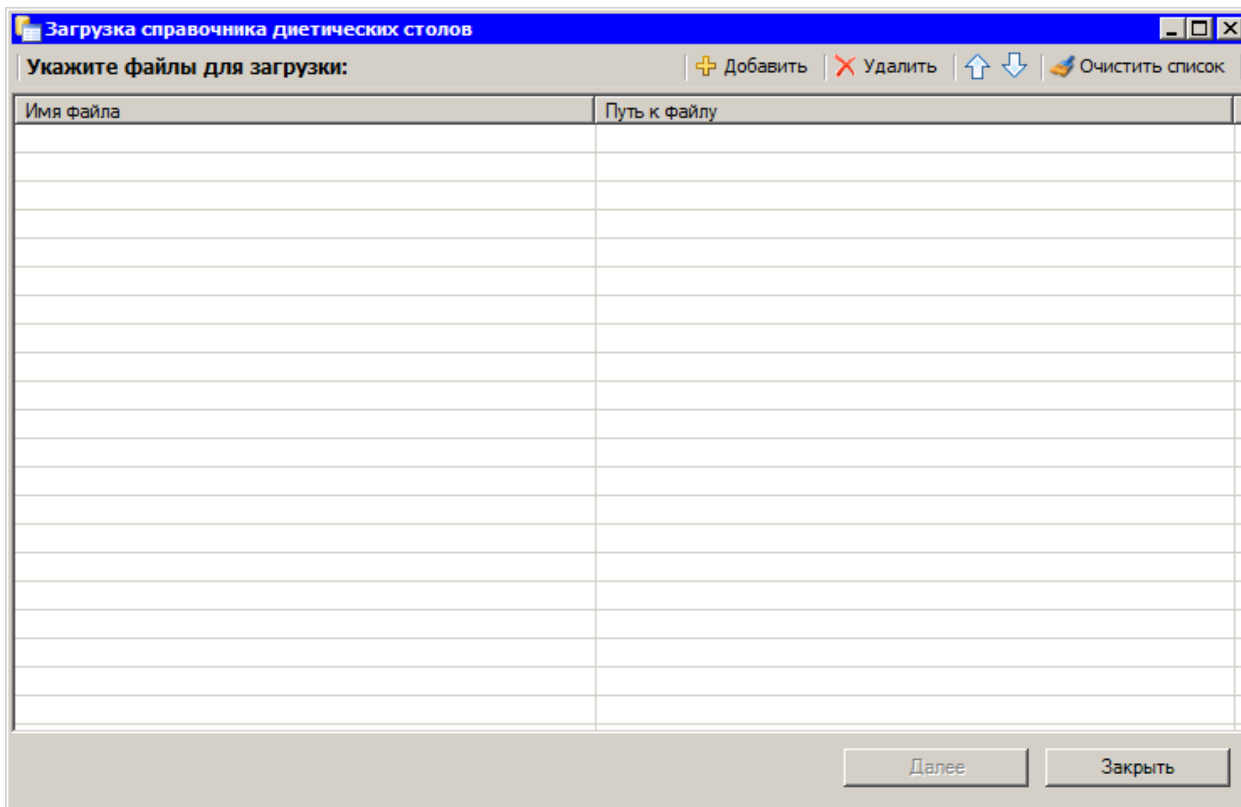 Загрузка справочника диетических столов
Укажите файлы для загрузки: Добавить Удалить Очистить список
Имя файла Путь к файлу
Далее Закрыть